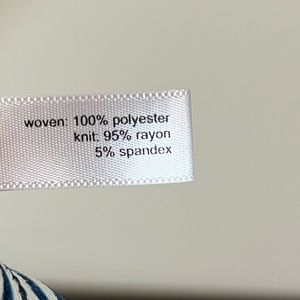 woven: 100% polyester
knit: 95% rayon
5% spandex